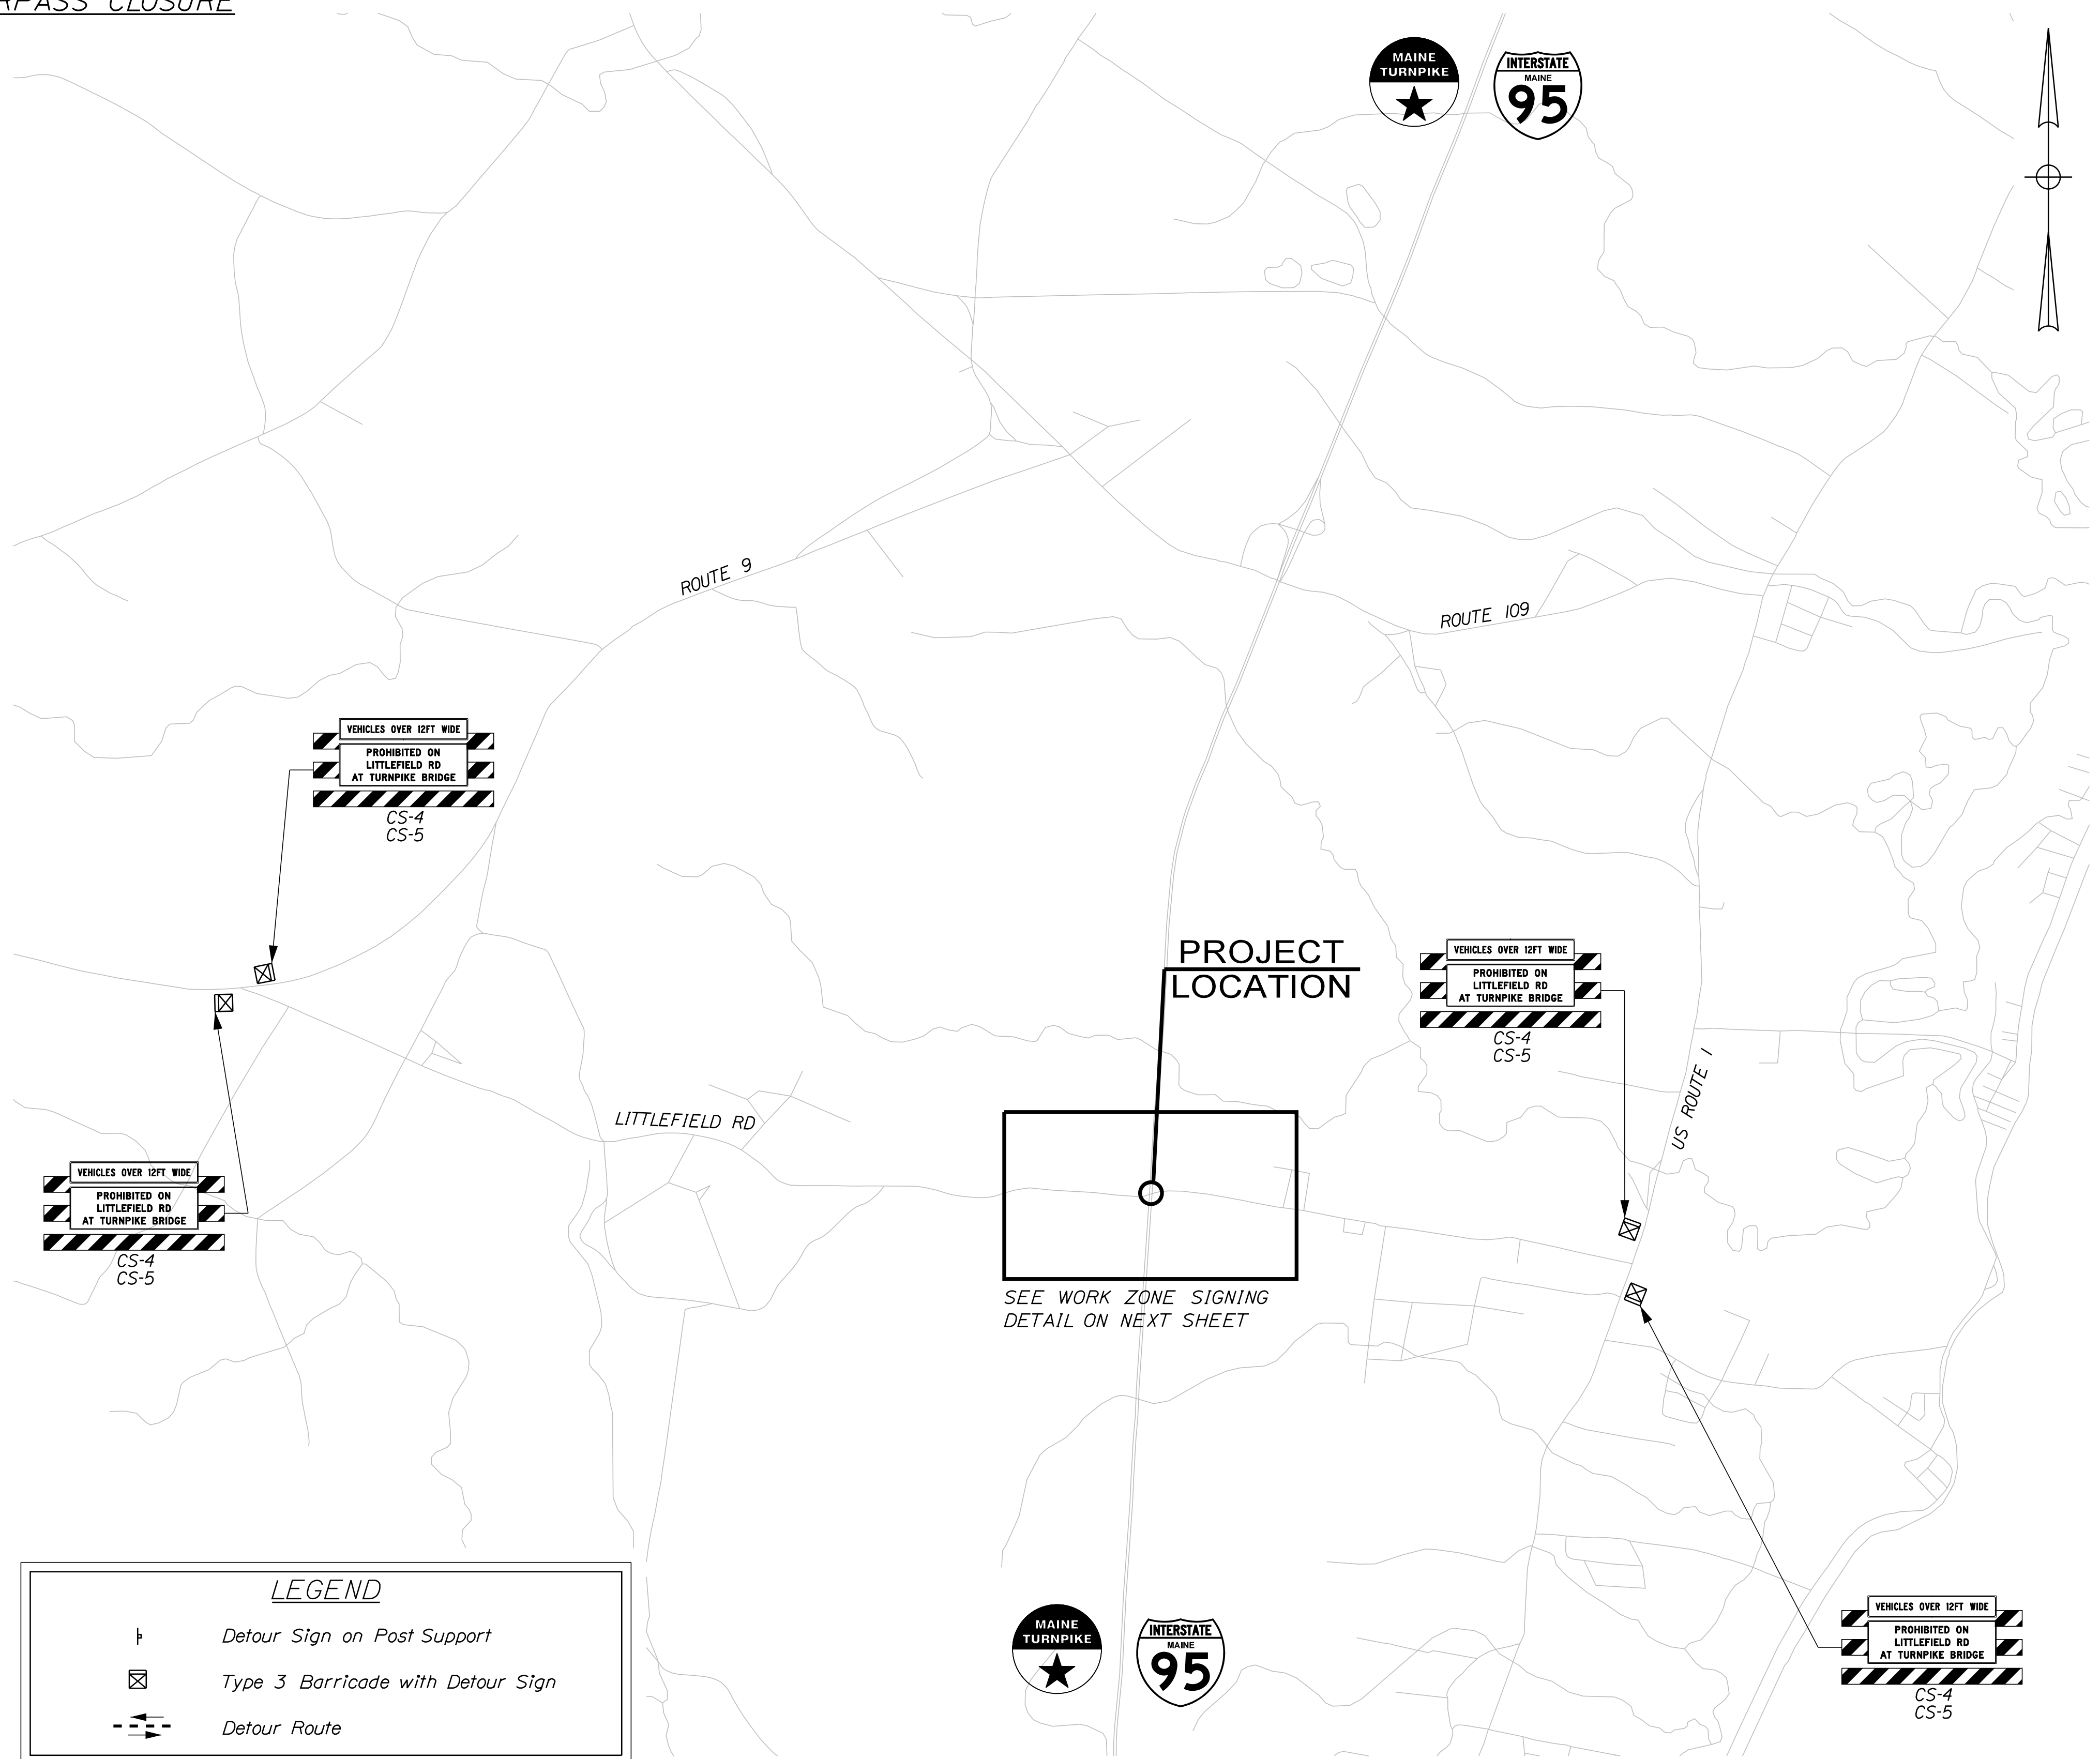 RPASS CLOSURE
MAINE
TURNPIKE
INTERSTATE
MAINE
95
ROUTE 9
ROUTE 109
VEHICLES OVER 12FT WIDE
PROHIBITED ON
LITTLEFIELD RD
AT TURNPIKE BRIDGE
CS-4
CS-5
PROJECT
LOCATION
VEHICLES OVER 12FT WIDE
PROHIBITED ON
LITTLEFIELD RD
AT TURNPIKE BRIDGE
CS-4
CS-5
US ROUTE 1
LITTLEFIELD RD
VEHICLES OVER 12FT WIDE
PROHIBITED ON
LITTLEFIELD RD
AT TURNPIKE BRIDGE
CS-4
CS-5
SEE WORK ZONE SIGNING
DETAIL ON NEXT SHEET
LEGEND
Detour Sign on Post Support
Type 3 Barricade with Detour Sign
Detour Route
MAINE
TURNPIKE
INTERSTATE
MAINE
95
VEHICLES OVER 12FT WIDE
PROHIBITED ON
LITTLEFIELD RD
AT TURNPIKE BRIDGE
CS-4
CS-5